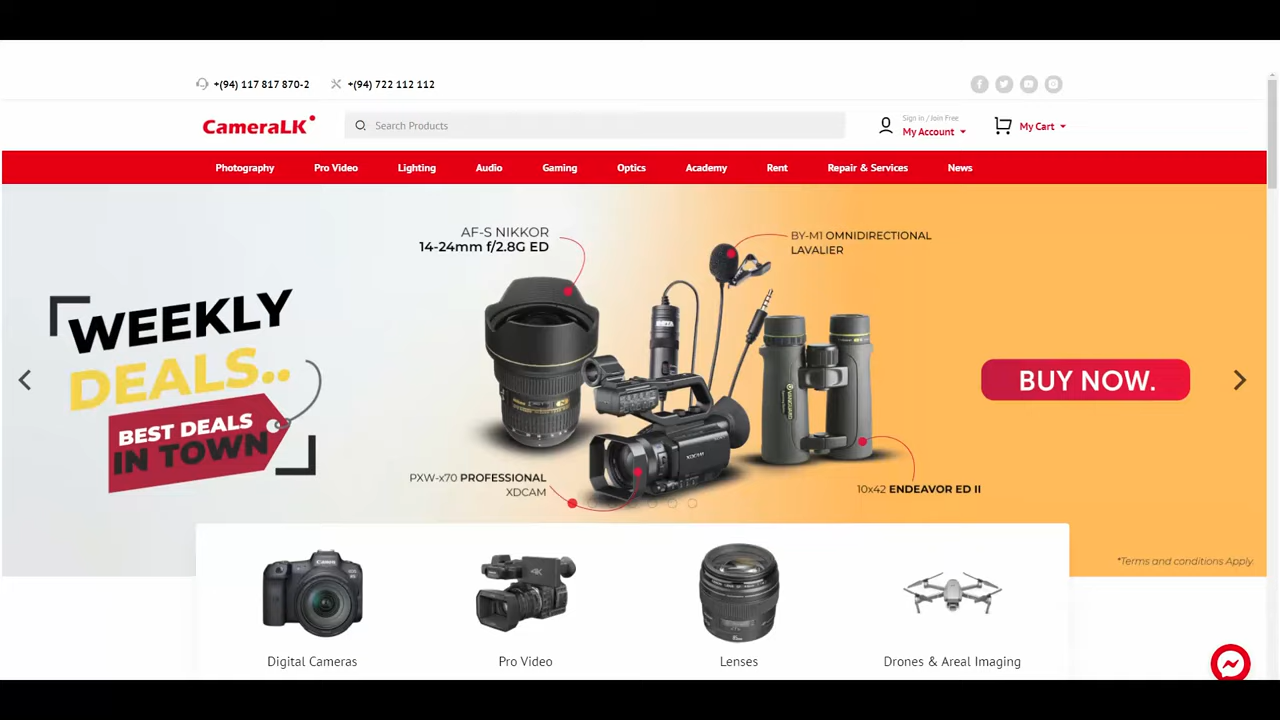 +(94) 117 817 870-2
+(94) 722 112 112
CameraLK
Search Products
Sign in / Join Free
My Account
My Cart
Photography
Pro Video
Lighting
Audio
Gaming
Optics
Academy
Rent
Repair & Services
News
AF-S NIKKOR
14-24mm f/2.8G ED
BY-M1 OMNIDIRECTIONAL
LAVALIER
WEEKLY
DEALS..
BEST DEALS
IN TOWN
BUY NOW.
PXW-x70 PROFESSIONAL
XDCAM
10x42 ENDEAVOR ED II
*Terms and conditions Apply.
Digital Cameras
Pro Video
Lenses
Drones & Areal Imaging